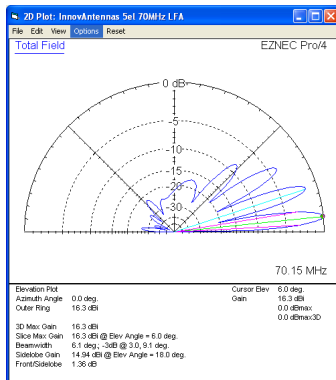 2D Plot: InnovAntennas 5el 70MHz LFA
File Edit View Options Reset
Total Field EZNEC Pro/4
0 dB
-5
-10
-15
-20
-30
70.15 MHz
Elevation Plot Cursor Elev 6.0 deg.
Azimuth Angle 0.0 deg. Gain 16.3 dBi
Outer Ring 16.3 dBi 0.0 dBmax
0.0 dBmax3D
3D Max Gain 16.3 dBi
Slice Max Gain 16.3 dBi @ Elev Angle = 6.0 deg.
Beamwidth 6.1 deg.; -3dB @ 3.0, 9.1 deg.
Sidelobe Gain 14.94 dBi @ Elev Angle = 18.0 deg.
Front/Sidelobe 1.36 dB